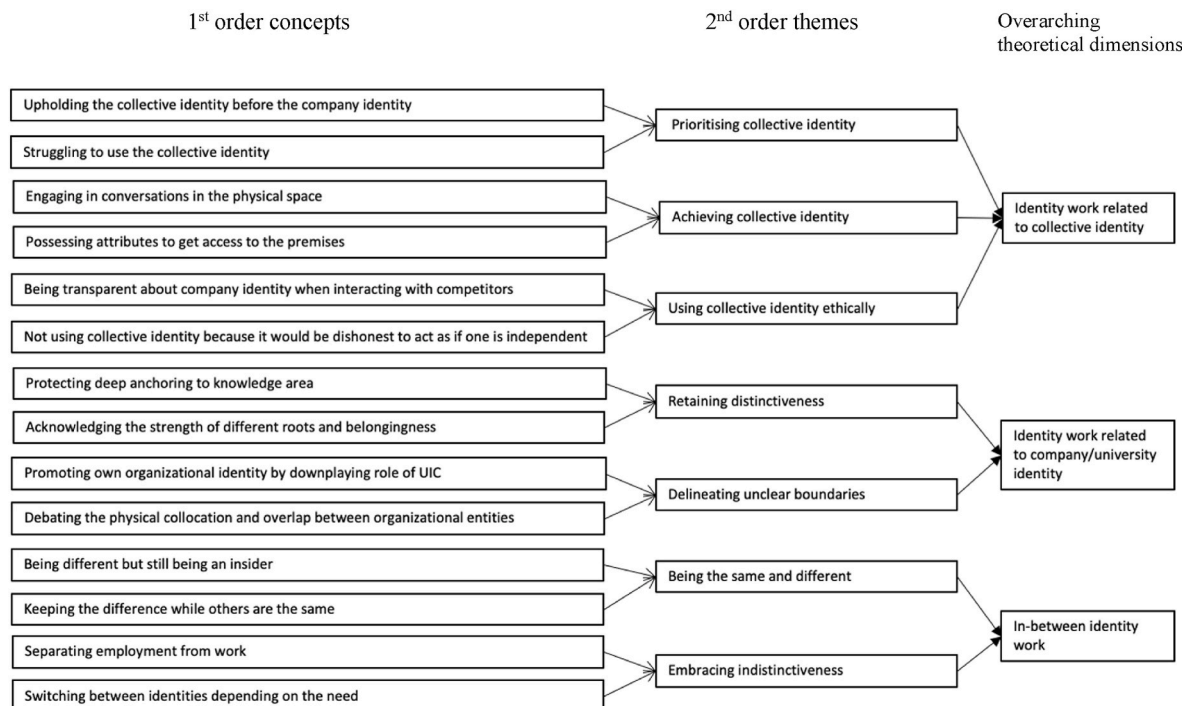 1st order concepts
2nd order themes
Overarching
theoretical dimensions
Upholding the collective identity before the company identity
Struggling to use the collective identity
Engaging in conversations in the physical space
Possessing attributes to get access to the premises
Being transparent about company identity when interacting with competitors
Not using collective identity because it would be dishonest to act as if one is independent
Protecting deep anchoring to knowledge area
Acknowledging the strength of different roots and belongingness
Promoting own organizational identity by downplaying role of UIC
Debating the physical collocation and overlap between organizational entities
Being different but still being an insider
Keeping the difference while others are the same
Separating employment from work
Switching between identities depending on the need
Prioritising collective identity
Achieving collective identity
Using collective identity ethically
Retaining distinctiveness
Delineating unclear boundaries
Being the same and different
Embracing indistinctiveness
Identity work related
to collective identity
Identity work related
to company/university
identity
In-between identity
work